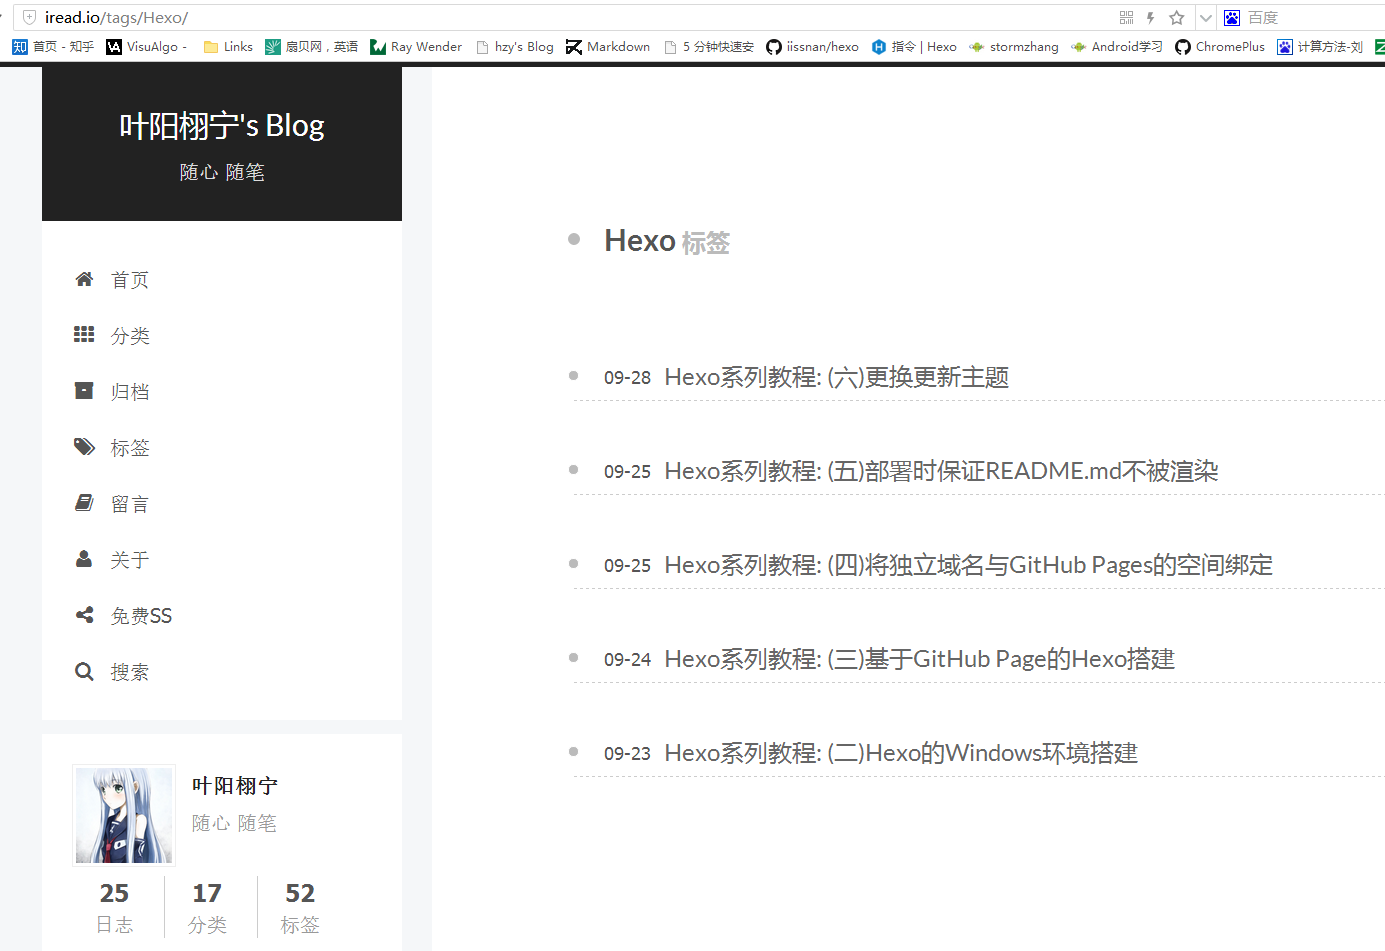 iread.io/tags/Hexo/
百度
首页 - 知乎
VisuAlgo -
Links
扇贝网，英语
Ray Wender
hzy's Blog
Markdown
5 分钟快速安
iissnan/hexo
指令 | Hexo
stormzhang
Android学习
ChromePlus
计算方法-刘
叶阳栩宁's Blog
随心 随笔
首页
分类
归档
标签
留言
关于
免费SS
搜索
叶阳栩宁
随心 随笔
25
17
52
日志
分类
标签
Hexo 标签
09-28 Hexo系列教程: (六)更换更新主题
09-25 Hexo系列教程: (五)部署时保证README.md不被渲染
09-25 Hexo系列教程: (四)将独立域名与GitHub Pages的空间绑定
09-24 Hexo系列教程: (三)基于GitHub Page的Hexo搭建
09-23 Hexo系列教程: (二)Hexo的Windows环境搭建